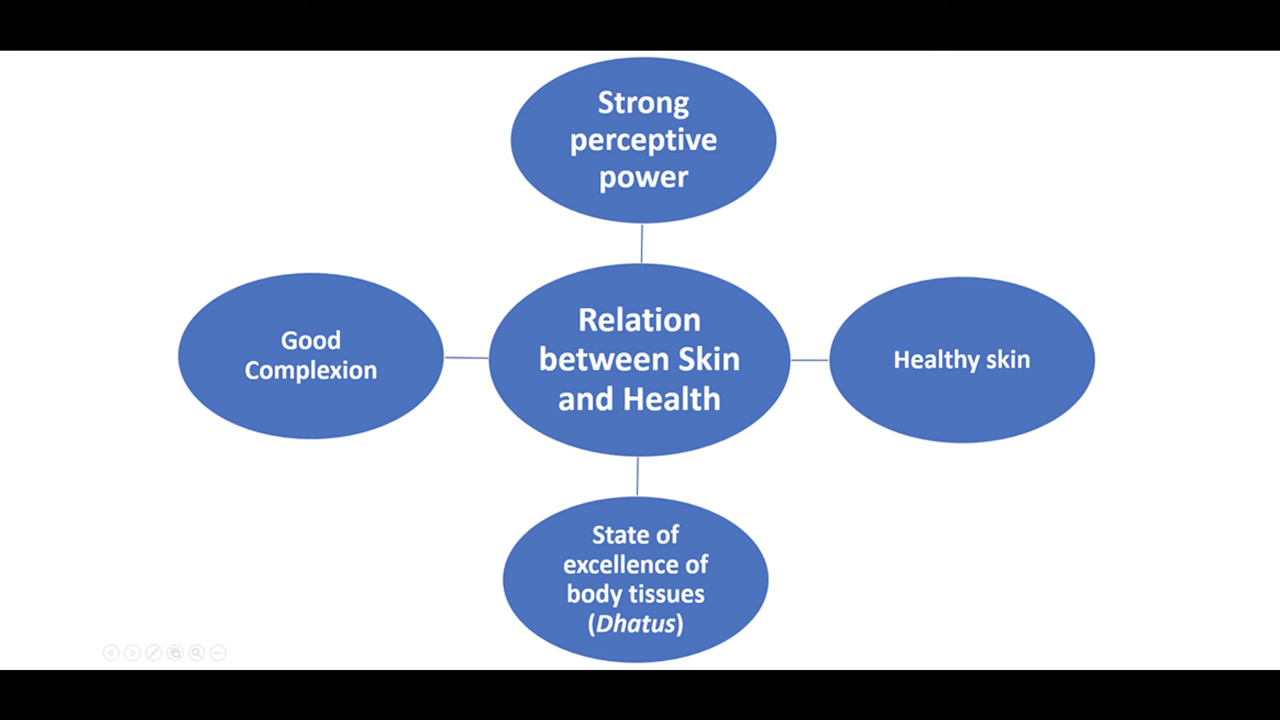 Strong
perceptive
power
Good
Complexion
Relation
between Skin
and Health
Healthy skin
State of
excellence of
body tissues
(Dhatus)